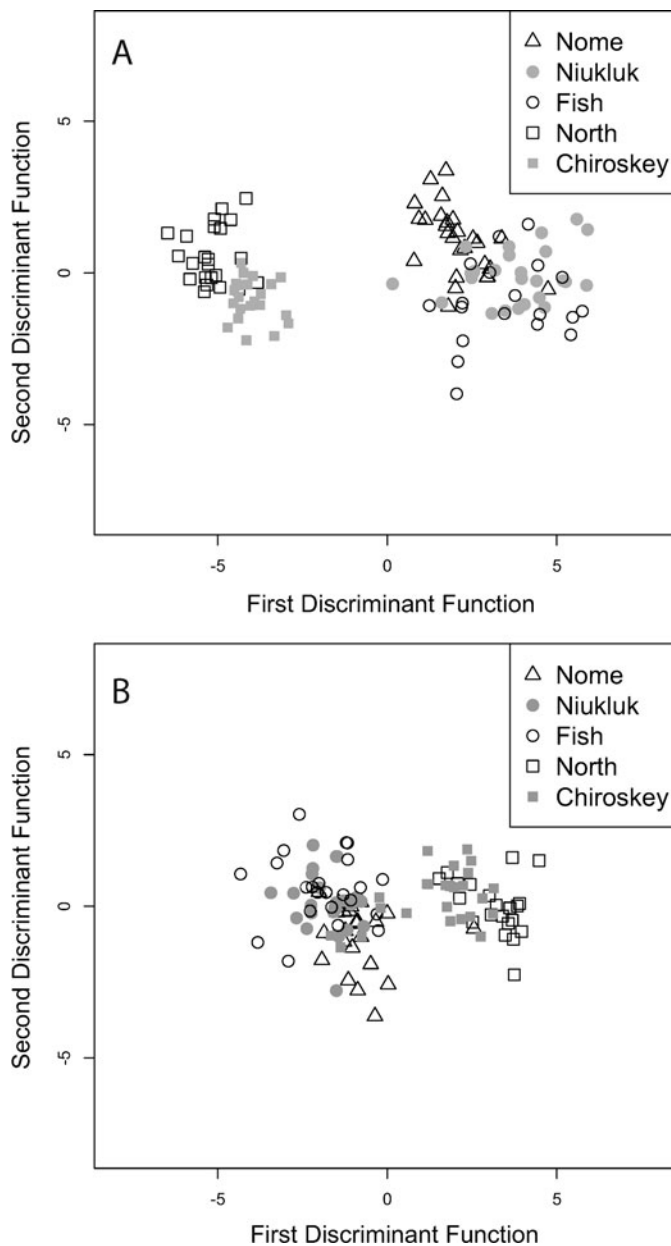 A
Nome
Niukluk
Fish
North
Chiroskey
Second Discriminant Function
5
0
-5
-5
0
5
First Discriminant Function
B
Nome
Niukluk
Fish
North
Chiroskey
Second Discriminant Function
5
0
-5
-5
0
5
First Discriminant Function